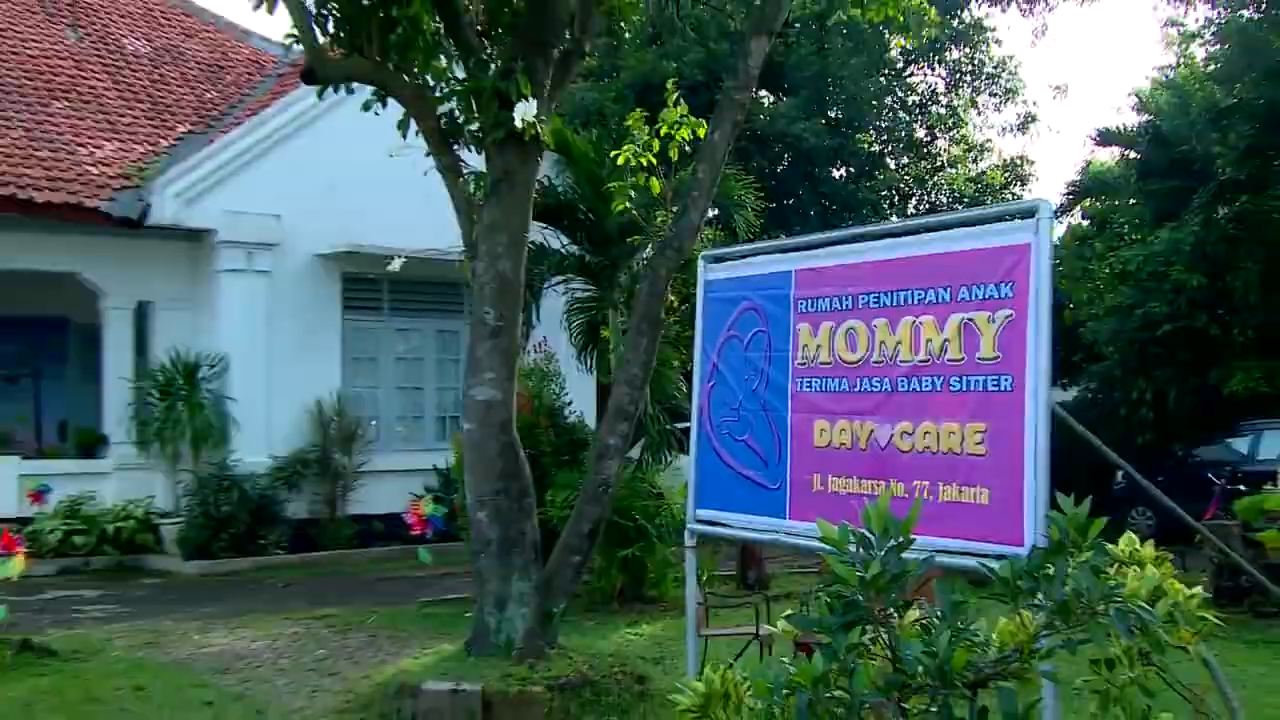 RUMAH PENITIPAN ANAK
MOMMY
TERIMA JASA BABY SITTER
DAY CARE
Jl. Jagakarsa No. 77, Jakarta